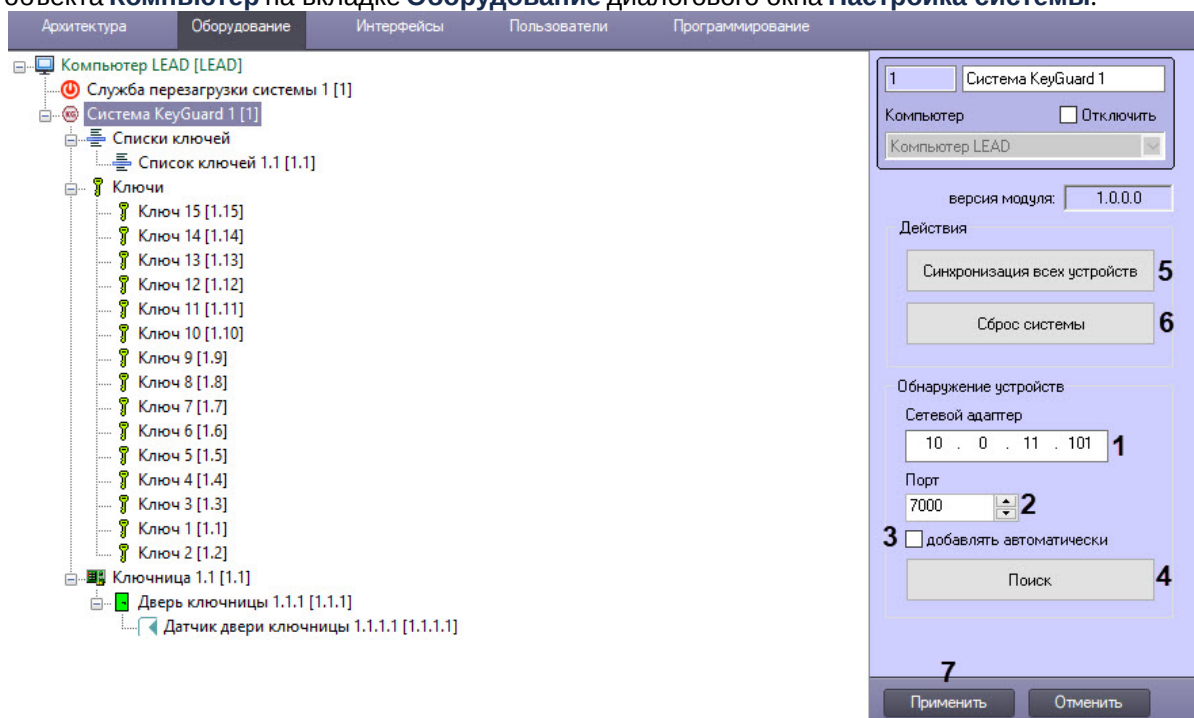 объекта Компьютер на вкладке Оборудование диалогового окна Настройка системы.
Архитектура Оборудование Интерфейсы Пользователи Программирование
Компьютер LEAD [LEAD]
Служба перезагрузки системы 1 [1]
Система KeyGuard 1 [1]
Списки ключей
Список ключей 1.1 [1.1]
Ключи
Ключ 15 [1.15]
Ключ 14 [1.14]
Ключ 13 [1.13]
Ключ 12 [1.12]
Ключ 11 [1.11]
Ключ 10 [1.10]
Ключ 9 [1.9]
Ключ 8 [1.8]
Ключ 7 [1.7]
Ключ 6 [1.6]
Ключ 5 [1.5]
Ключ 4 [1.4]
Ключ 3 [1.3]
Ключ 1 [1.1]
Ключ 2 [1.2]
Ключница 1.1 [1.1]
Дверь ключницы 1.1.1 [1.1.1]
Датчик двери ключницы 1.1.1.1 [1.1.1.1]
1 Система KeyGuard 1
Компьютер Отключить
Компьютер LEAD
версия модуля: 1.0.0.0
Действия
Синхронизация всех устройств 5
Сброс системы 6
Обнаружение устройств
Сетевой адаптер
10 . 0 . 11 . 101 1
Порт
7000 2
3 добавлять автоматически
Поиск 4
7
Применить Отменить